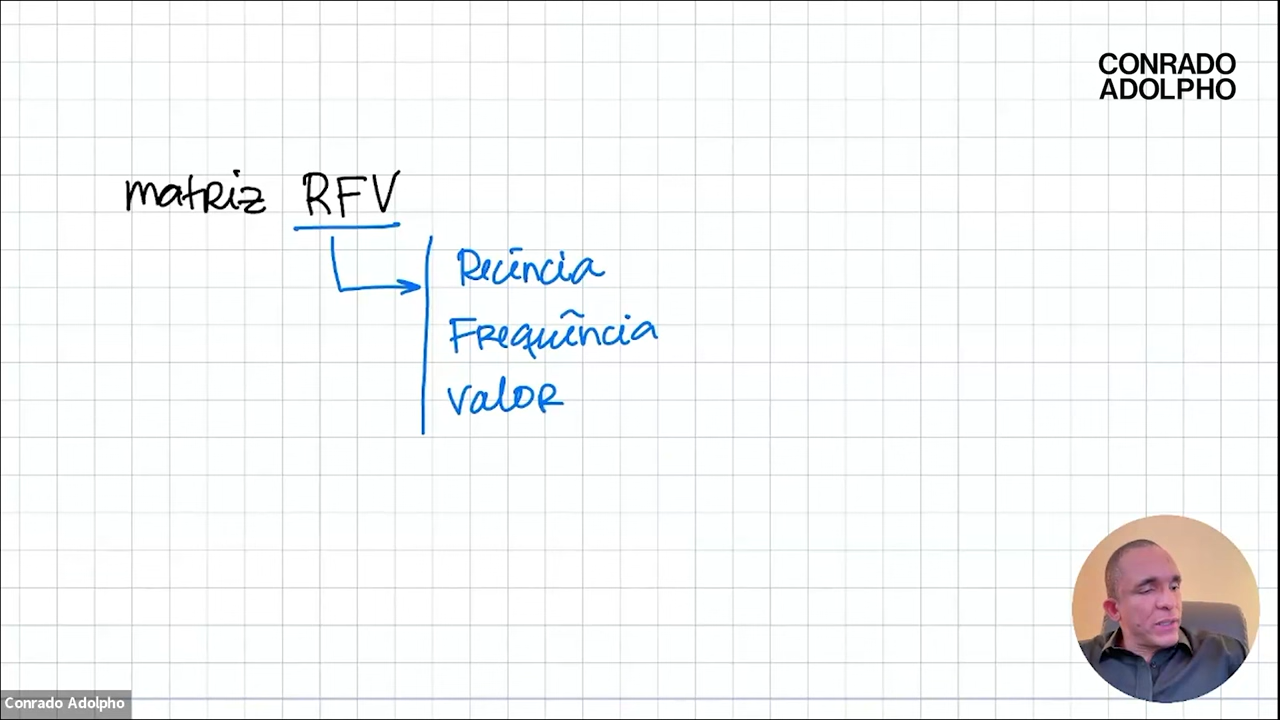 CONRADO
ADOLPHO
matriz RFV
Recência
Frequência
Valor
Conrado Adolpho